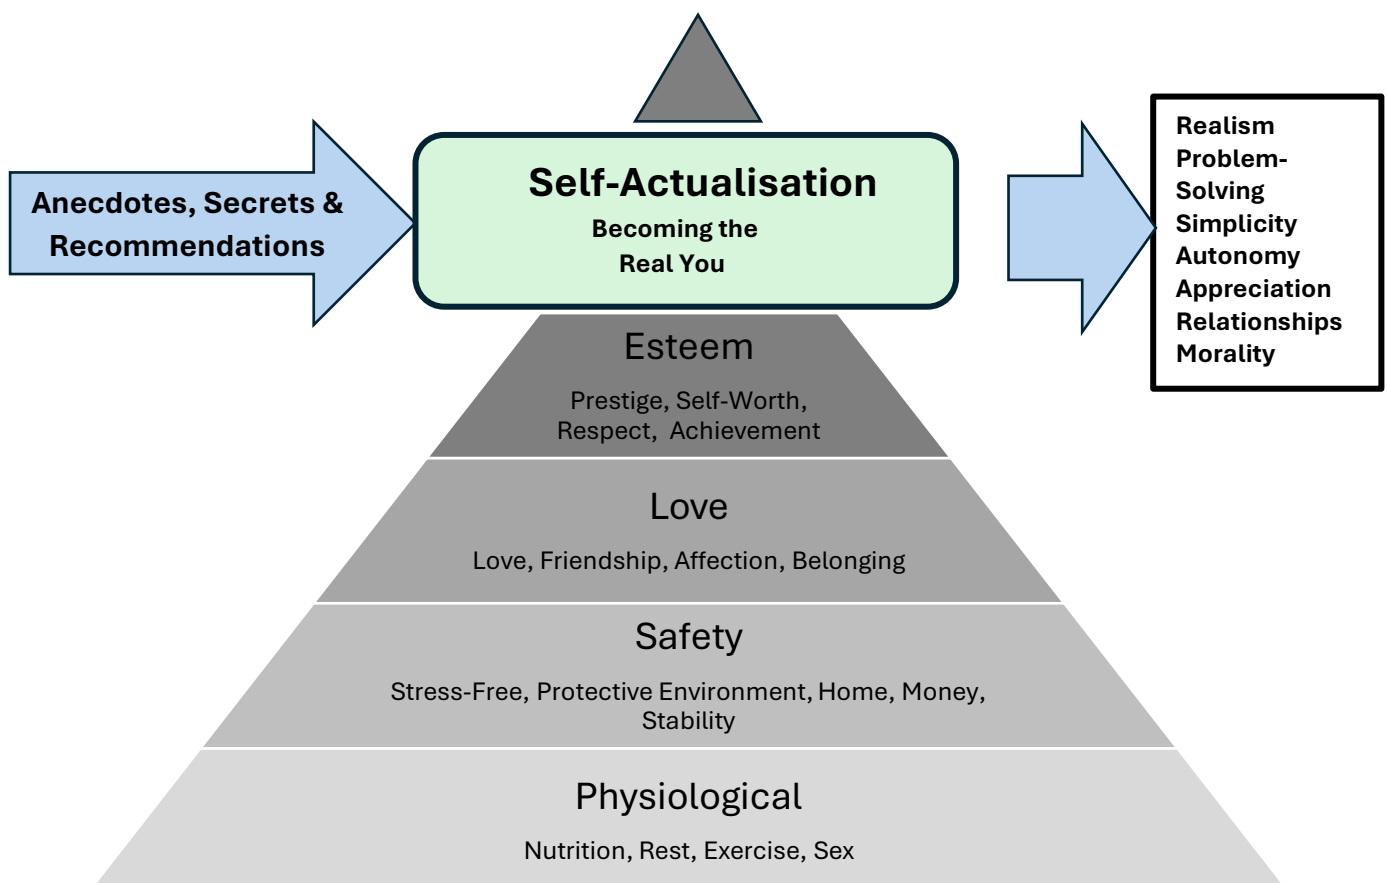 Anecdotes, Secrets &
Recommendations
Self-Actualisation
Becoming the
Real You
Realism
Problem-
Solving
Simplicity
Autonomy
Appreciation
Relationships
Morality
Esteem
Prestige, Self-Worth,
Respect, Achievement
Love
Love, Friendship, Affection, Belonging
Safety
Stress-Free, Protective Environment, Home, Money,
Stability
Physiological
Nutrition, Rest, Exercise, Sex